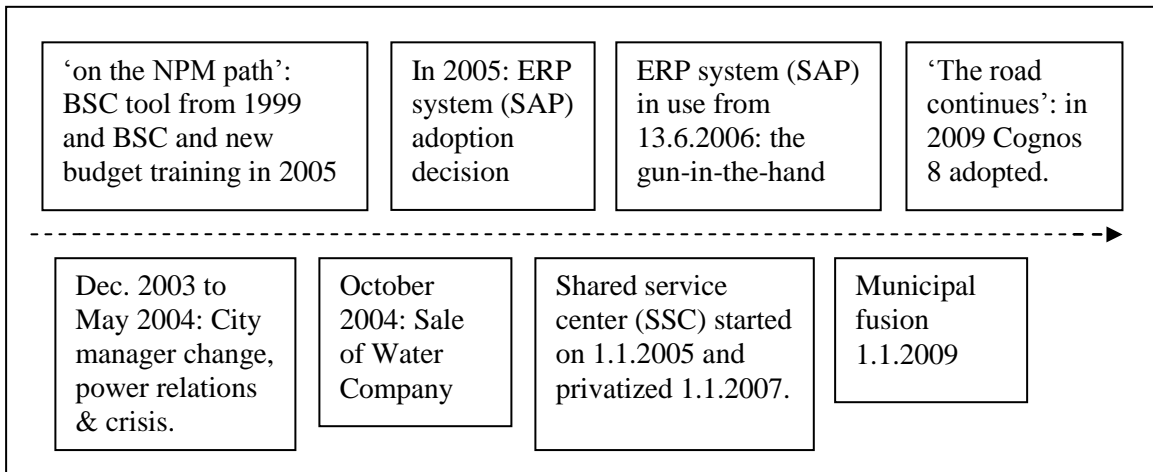 ‘on the NPM path’:
BSC tool from 1999
and BSC and new
budget training in 2005
In 2005: ERP
system (SAP)
adoption
decision
ERP system (SAP)
in use from
13.6.2006: the
gun-in-the-hand
‘The road
continues’: in
2009 Cognos
8 adopted.
Dec. 2003 to
May 2004: City
manager change,
power relations
& crisis.
October
2004: Sale
of Water
Company
Shared service
center (SSC) started
on 1.1.2005 and
privatized 1.1.2007.
Municipal
fusion
1.1.2009